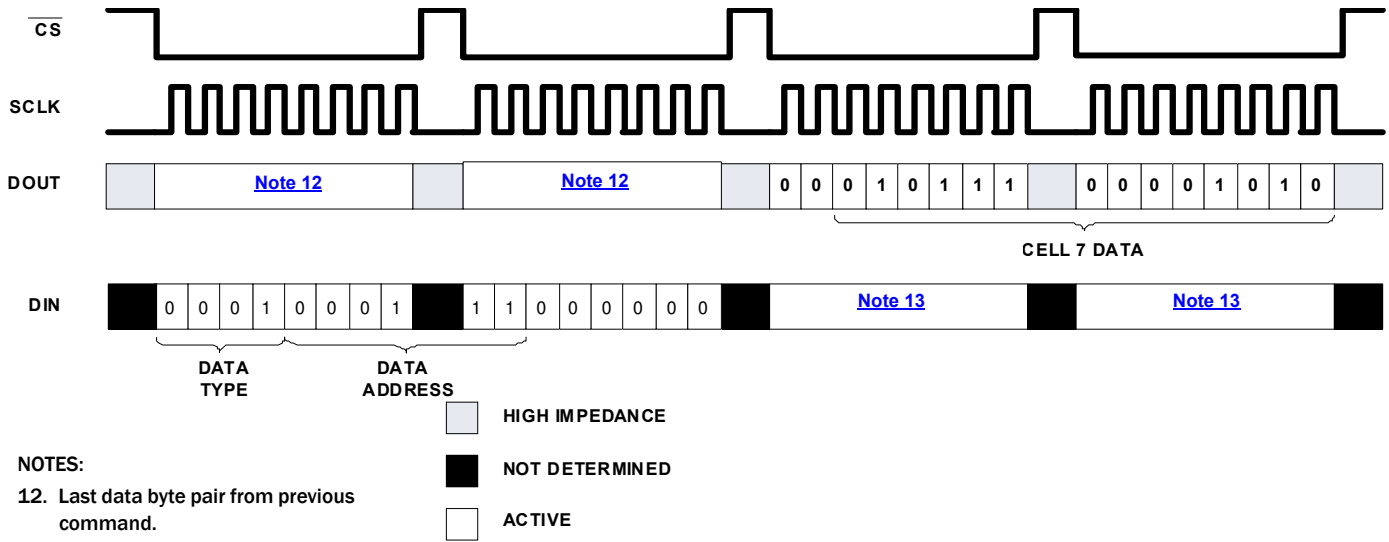 CS
SCLK
DOUT Note 12 Note 12 0 0 0 1 0 1 1 1 0 0 0 0 1 0 1 0
CELL 7 DATA
DIN 0 0 0 1 0 0 0 1 1 1 0 0 0 0 0 0 Note 13 Note 13
DATA TYPE
DATA ADDRESS
HIGH IMPEDANCE
NOT DETERMINED
ACTIVE
NOTES:
12. Last data byte pair from previous
command.